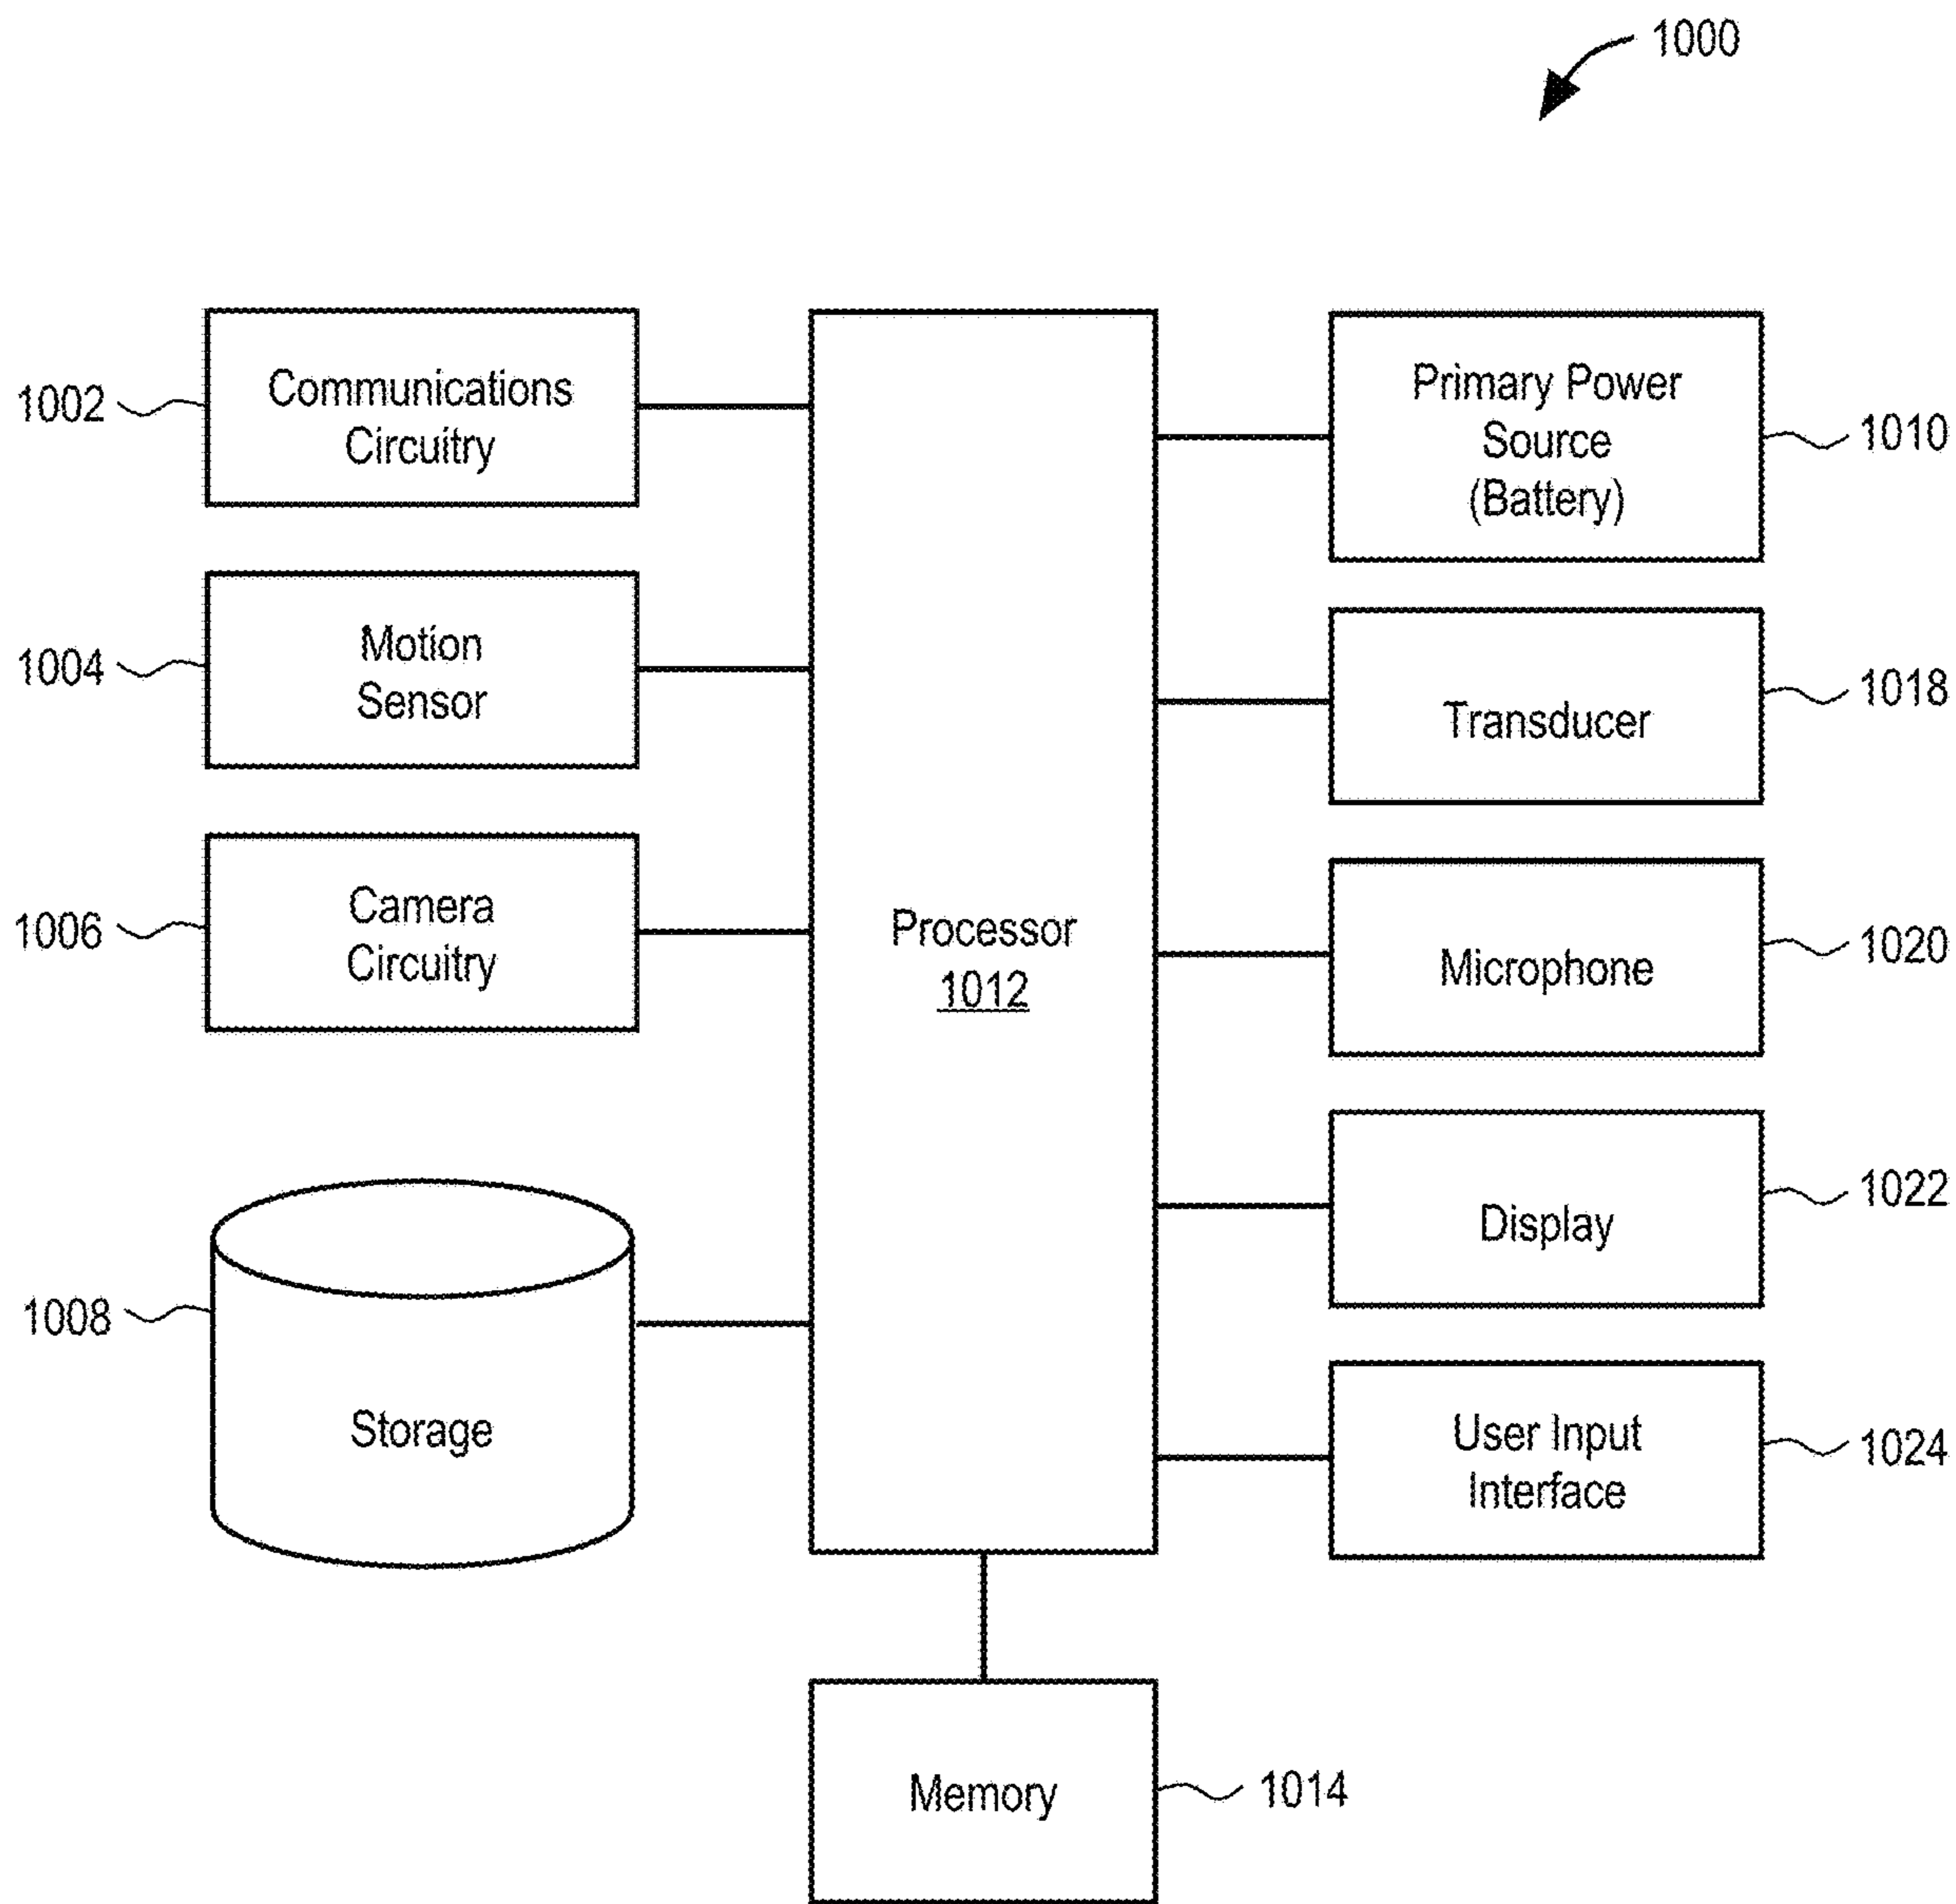 1000
1002
Communications
Circuitry
1004
Motion
Sensor
1006
Camera
Circuitry
1008
Storage
Processor
1012
Primary Power
Source
(Battery)
1010
Transducer
1018
Microphone
1020
Display
1022
User Input
Interface
1024
Memory
1014